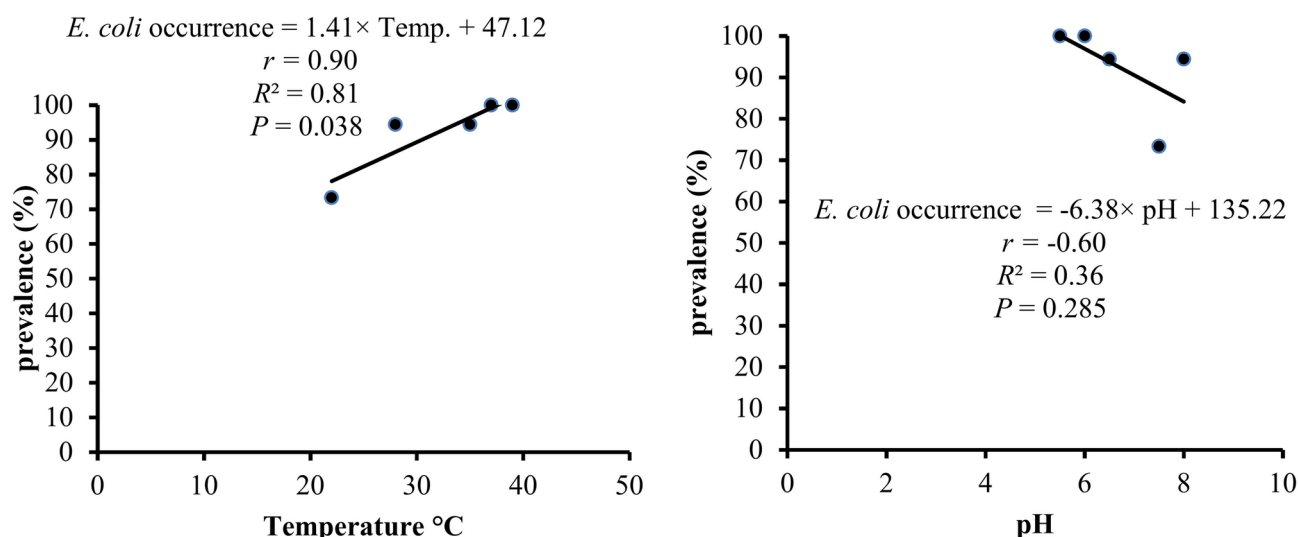 E. coli occurrence = 1.41× Temp. + 47.12
r = 0.90
R² = 0.81
P = 0.038
100
90
80
70
60
50
40
30
20
10
0
prevalence (%)
0 10 20 30 40 50
Temperature °C
100
90
80
70
60
50
40
30
20
10
0
prevalence (%)
E. coli occurrence = -6.38× pH + 135.22
r = -0.60
R² = 0.36
P = 0.285
0 2 4 6 8 10
pH